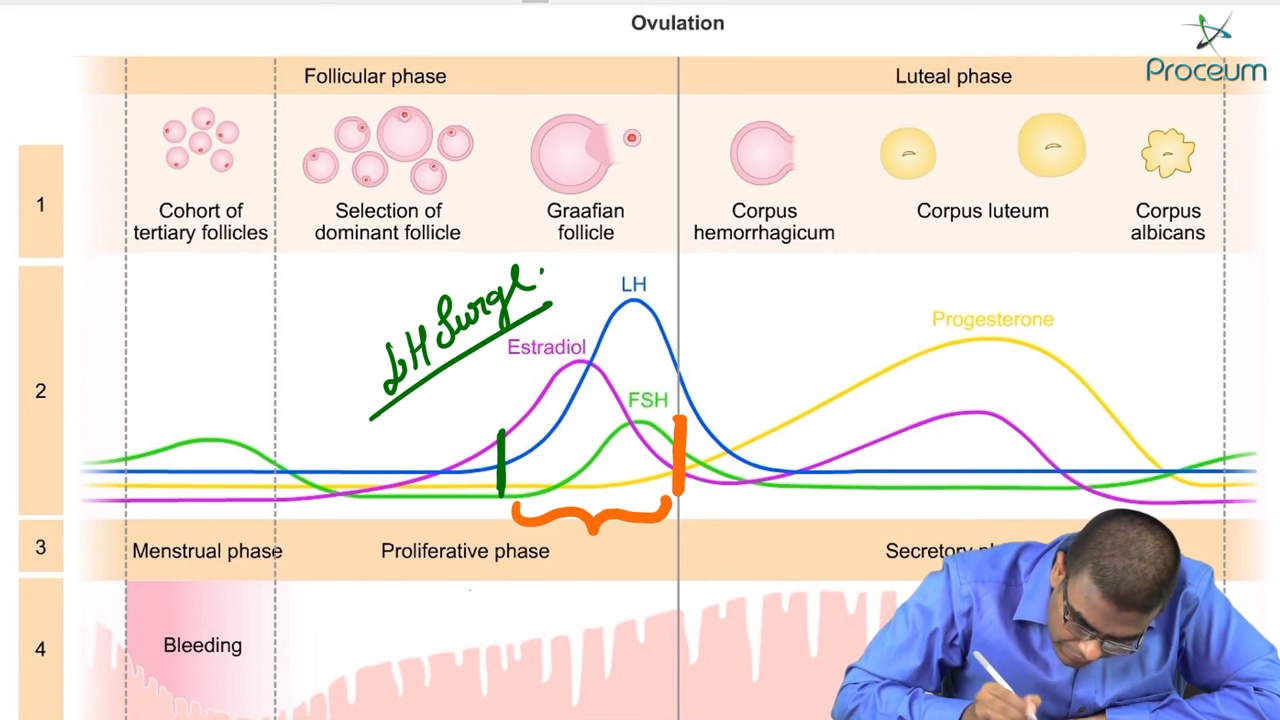 Ovulation
Proceum
Follicular phase
Luteal phase
1
Cohort of
tertiary follicles
Selection of
dominant follicle
Graafian
follicle
Corpus
hemorrhagicum
Corpus luteum
Corpus
albicans
2
LH Surge.
LH
Estradiol
FSH
Progesterone
3
Menstrual phase
Proliferative phase
Secretory
4
Bleeding